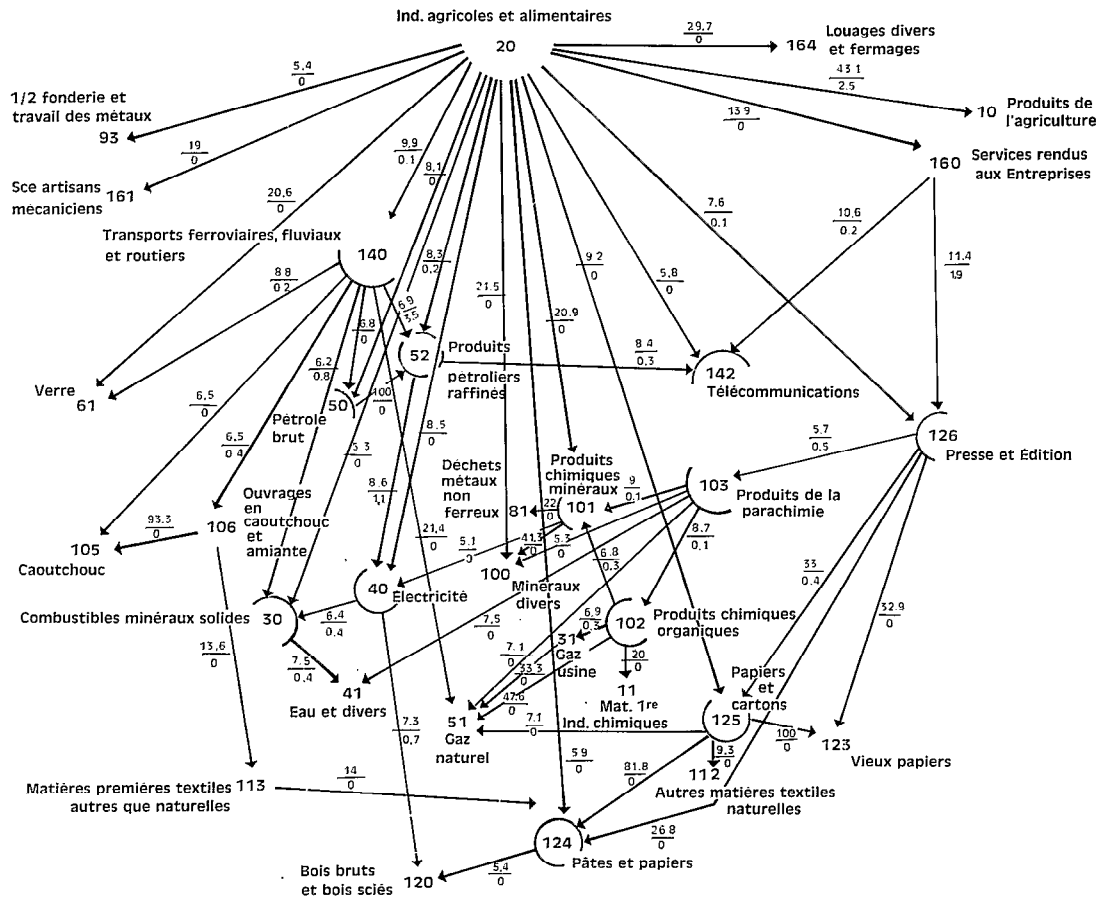 Ind. agricoles et alimentaires
20
29.7
0
164
Louages divers
et fermages
5.4
0
43 1
2.5
1/2 fonderie et
travail des métaux
93
10
Produits de
l'agriculture
13.9
0
19
0
9,9
0.1
8,1
0
160
Services rendus
aux Entreprises
Sce artisans
mécaniciens
161
20,6
0
7.6
0.1
10,6
0.2
Transports ferroviaires, fluviaux
et routiers
140
8,3
0.2
9 2
0
5,8
0
11.4
1,9
8 8
0 2
21.5
0
20.9
0
6.8
0
6,9
52
Produits
pétroliers
raffinés
8.4
0.3
142
Télécommunications
6.2
0.8
Verre
61
50
100
0
Pétrole
brut
6,5
0
6,5
0 4
8.5
0
5.7
0.5
126
Presse et Édition
8.6
1,1
Déchets
métaux
non
ferreux
81
22
0
Produits
chimiques
minéraux
101
9
0.1
103
Produits de la
parachimie
Ouvrages
en
caoutchouc
et
amiante
106
93.3
0
105
Caoutchouc
21,4
0
5.1
0
41.3
0
5.3
0
6.8
0.3
8.7
0.1
100
Minéraux
divers
33
0.4
32.9
0
40
Électricité
Combustibles minéraux solides
30
6.4
0.4
7,5
0
6,9
0.3
102
Produits chimiques
organiques
31
Gaz
usine
13,6
0
7.5
0.4
7.1
0
33.3
0
20
0
41
Eau et divers
47.6
0
11
Mat. 1re
Ind. chimiques
Papiers
et
cartons
125
51
Gaz
naturel
7.1
0
7.3
0,7
100
0
123
Vieux papiers
9.3
0
112
Autres matières textiles
naturelles
5 9
0
81.8
0
Matières premières textiles
autres que naturelles
113
14
0
26 8
0
124
Pâtes et papiers
Bois bruts
et bois sciés
120
5,4
0